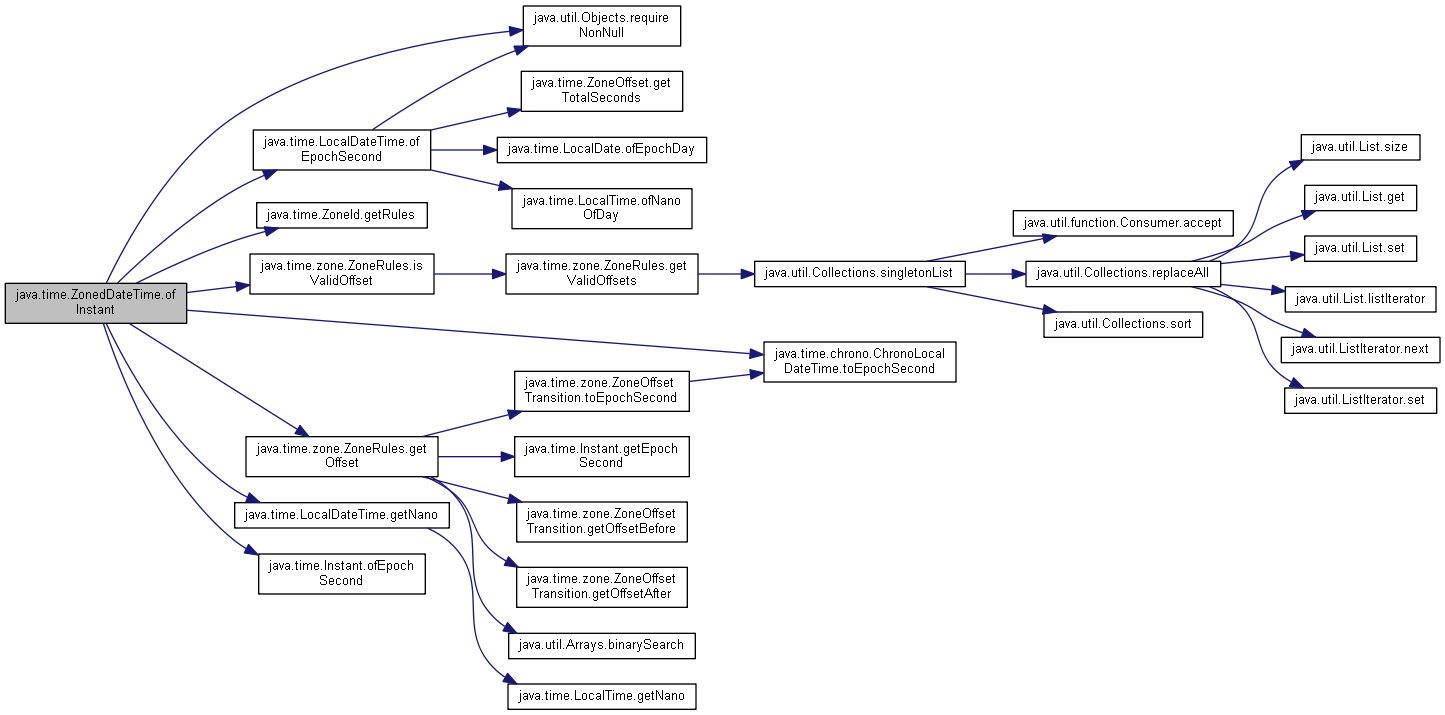 java.time.ZonedDateTime.of
Instant
java.util.Objects.require
NonNull
java.time.LocalDateTime.of
EpochSecond
java.time.ZoneOffset.get
TotalSeconds
java.time.LocalDate.ofEpochDay
java.time.LocalTime.ofNano
OfDay
java.time.ZoneId.getRules
java.time.zone.ZoneRules.is
ValidOffset
java.time.zone.ZoneRules.get
ValidOffsets
java.util.Collections.singletonList
java.util.function.Consumer.accept
java.util.Collections.replaceAll
java.util.Collections.sort
java.util.List.size
java.util.List.get
java.util.List.set
java.util.List.listIterator
java.util.ListIterator.next
java.util.ListIterator.set
java.time.chrono.ChronoLocal
DateTime.toEpochSecond
java.time.zone.ZoneRules.get
Offset
java.time.zone.ZoneOffset
Transition.toEpochSecond
java.time.Instant.getEpoch
Second
java.time.zone.ZoneOffset
Transition.getOffsetBefore
java.time.zone.ZoneOffset
Transition.getOffsetAfter
java.util.Arrays.binarySearch
java.time.LocalDateTime.getNano
java.time.LocalTime.getNano
java.time.Instant.ofEpoch
Second